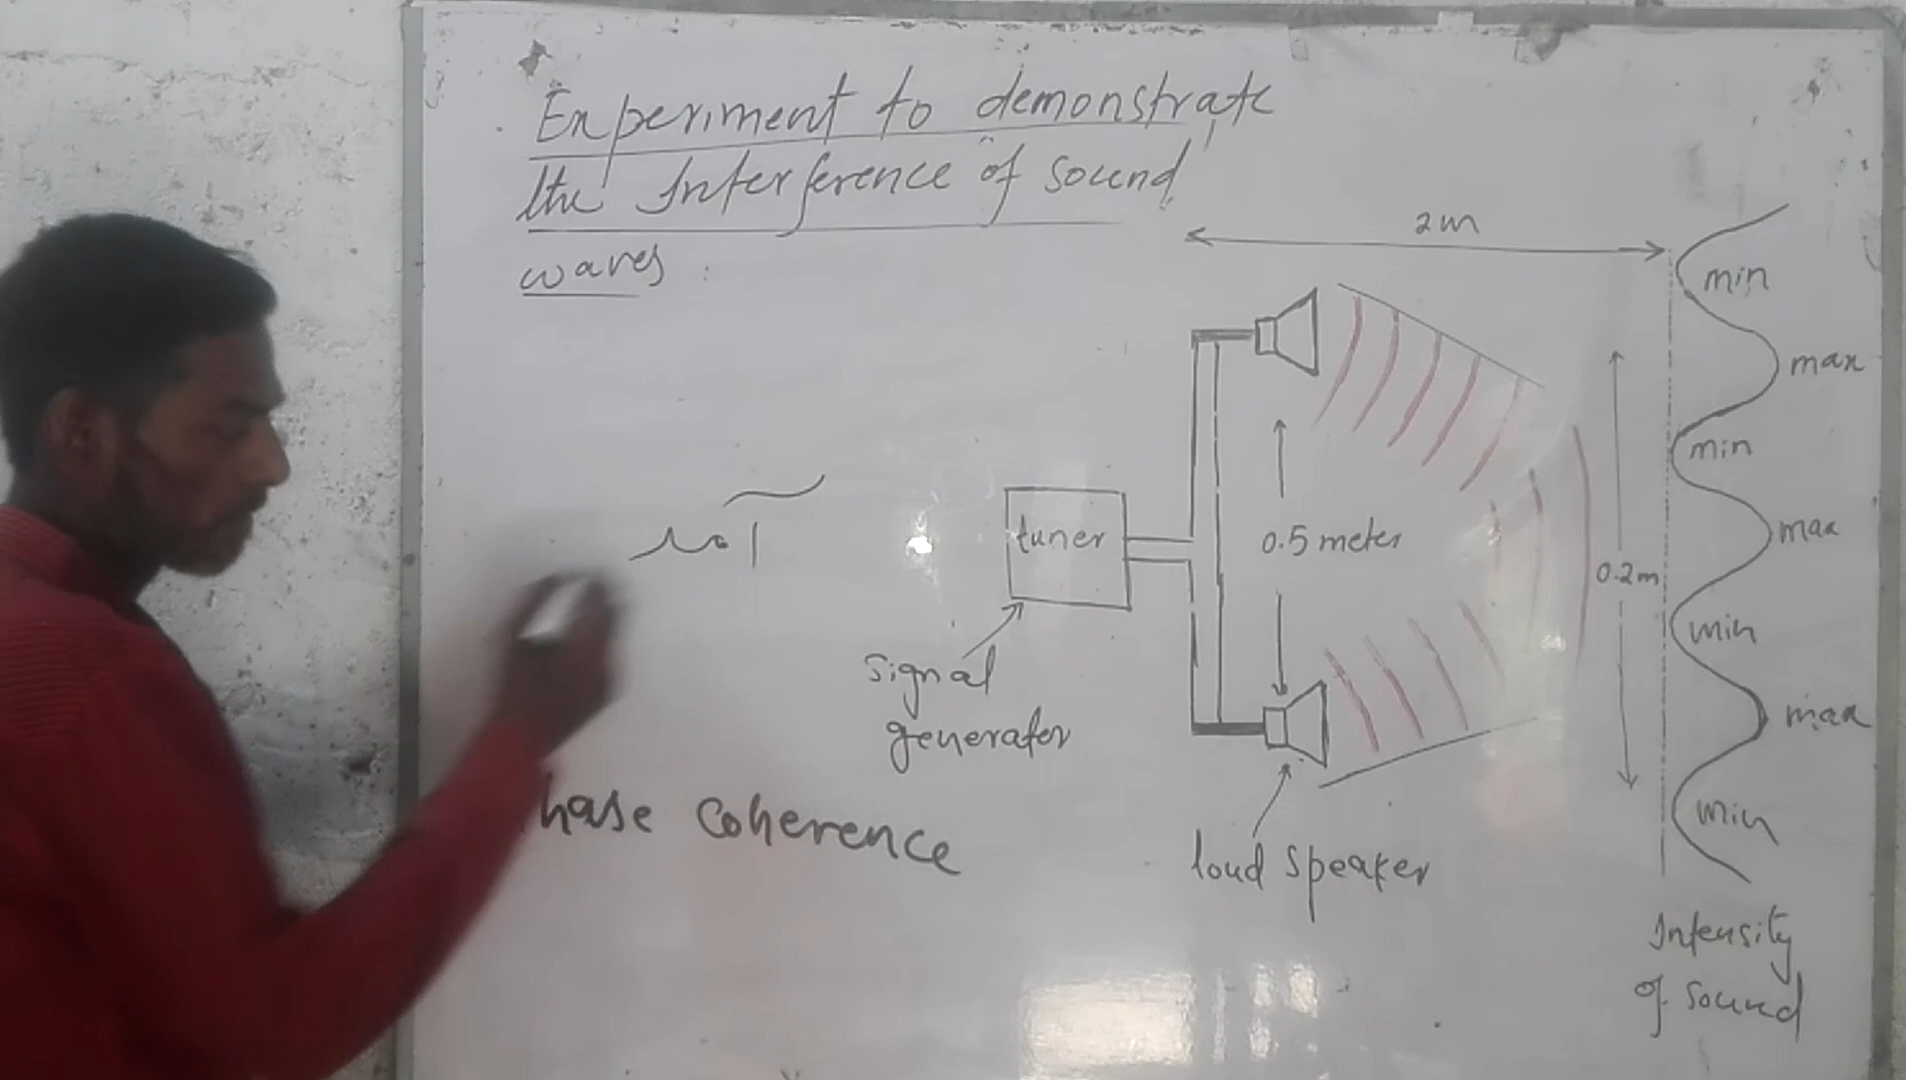 Experiment to demonstrate
the Interference of sound
waves
2m
min
max
min
max
min
max
min
tuner
0.5 meter
0.2m
signal
generator
hase coherence
loud speaker
Intensity
of sound